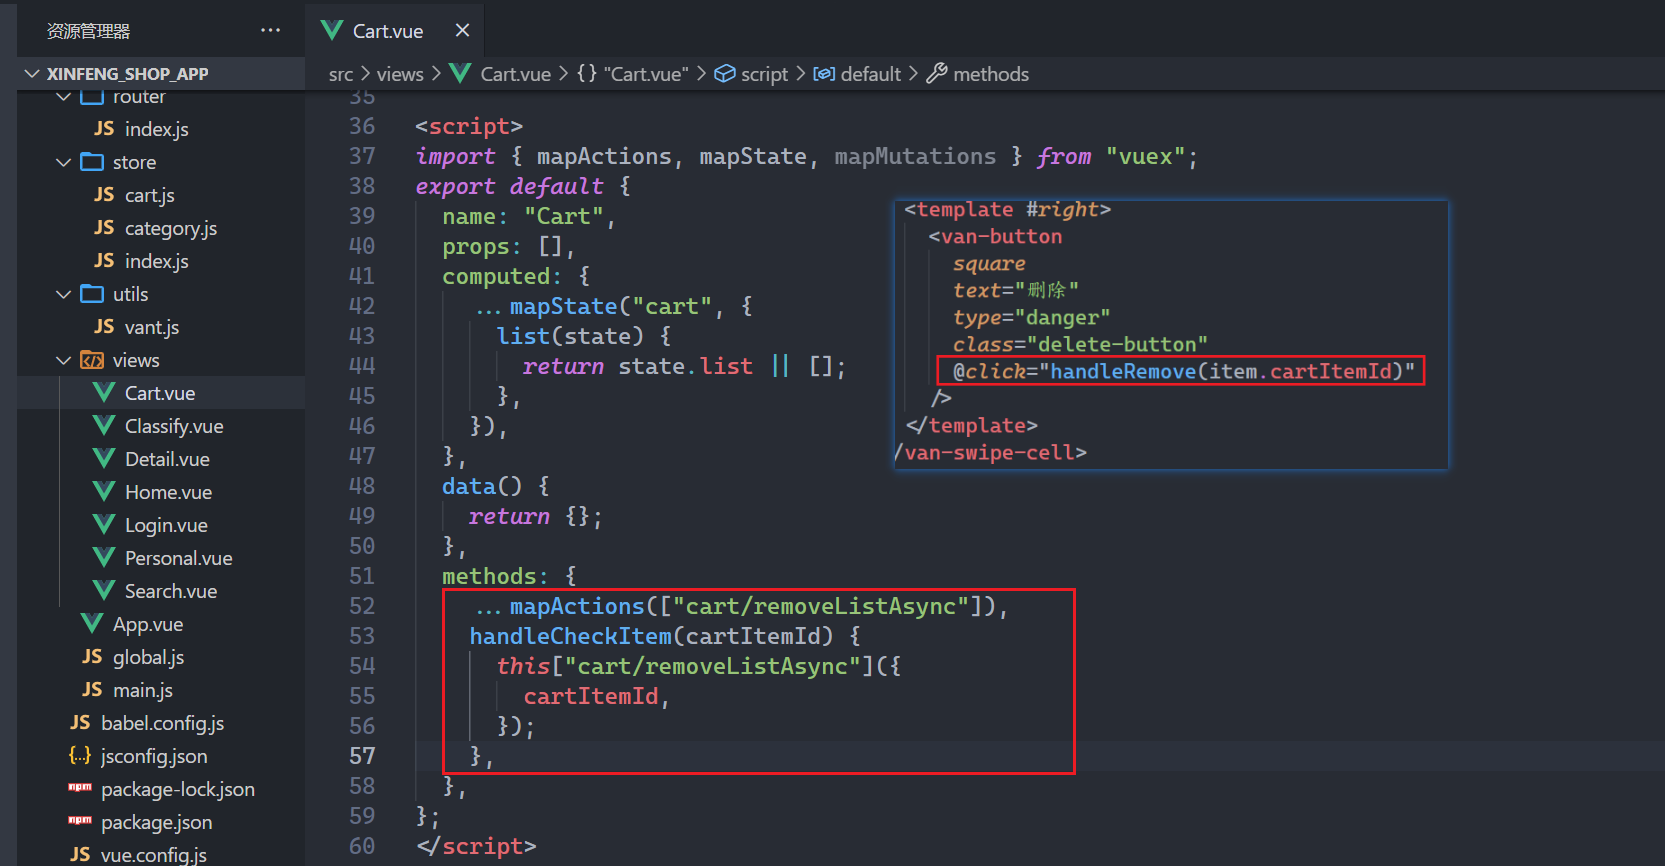 资源管理器 ···
XINFENG_SHOP_APP
router
JS index.js
store
JS cart.js
JS category.js
JS index.js
utils
JS vant.js
views
Cart.vue
Classify.vue
Detail.vue
Home.vue
Login.vue
Personal.vue
Search.vue
App.vue
JS global.js
JS main.js
JS babel.config.js
{..} jsconfig.json
npm package-lock.json
npm package.json
JS vue.config.js
Cart.vue
src > views > Cart.vue > {} "Cart.vue" > script > default > methods
35
36 <script>
37 import { mapActions, mapState, mapMutations } from "vuex";
38 export default {
39 name: "Cart",
40 props: [],
41 computed: {
42 ...mapState("cart", {
43 list(state) {
44 return state.list || [];
45 },
46 }),
47 },
48 data() {
49 return {};
50 },
51 methods: {
52 ...mapActions(["cart/removeListAsync"]),
53 handleCheckItem(cartItemId) {
54 this["cart/removeListAsync"]({
55 cartItemId,
56 });
57 },
58 },
59 };
60 </script>
<template #right>
<van-button
square
text="删除"
type="danger"
class="delete-button"
@click="handleRemove(item.cartItemId)"
/>
</template>
/van-swipe-cell>